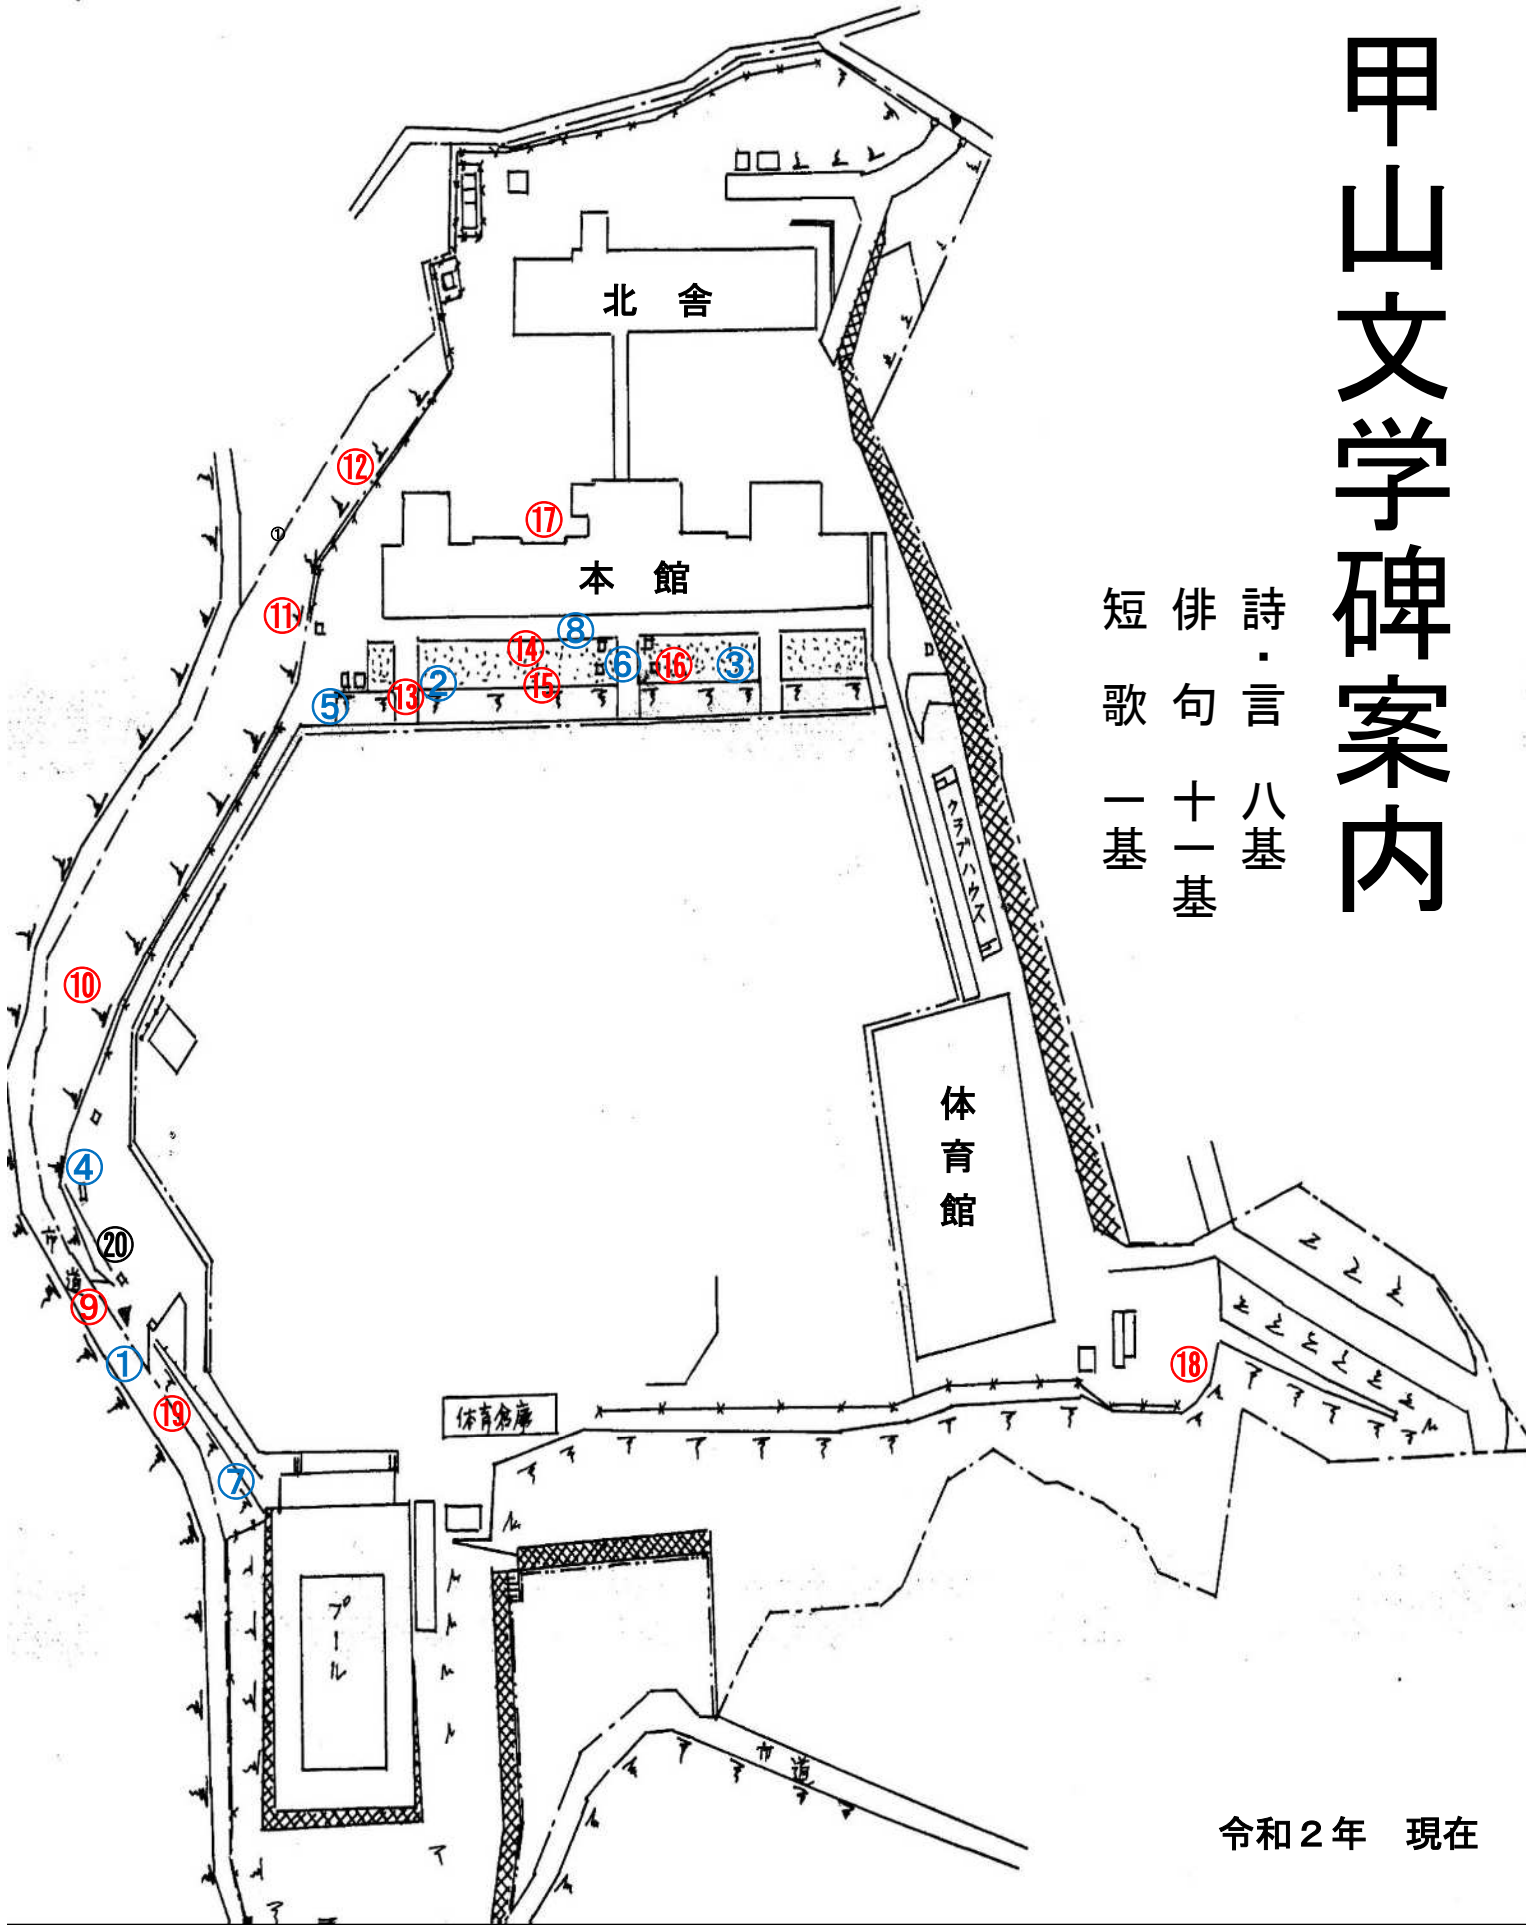 甲山文学碑案内
詩・言 八基
俳句 十一基
短歌 一基
北舎
⑫
⑰
①
本館
⑪
⑧
⑭
⑥
⑯
③
②
⑮
⑬
⑤
クラブハウス
⑩
体育館
④
市道
⑳
⑨
①
⑱
⑲
体育倉庫
⑦
プール
市道
令和２年 現在